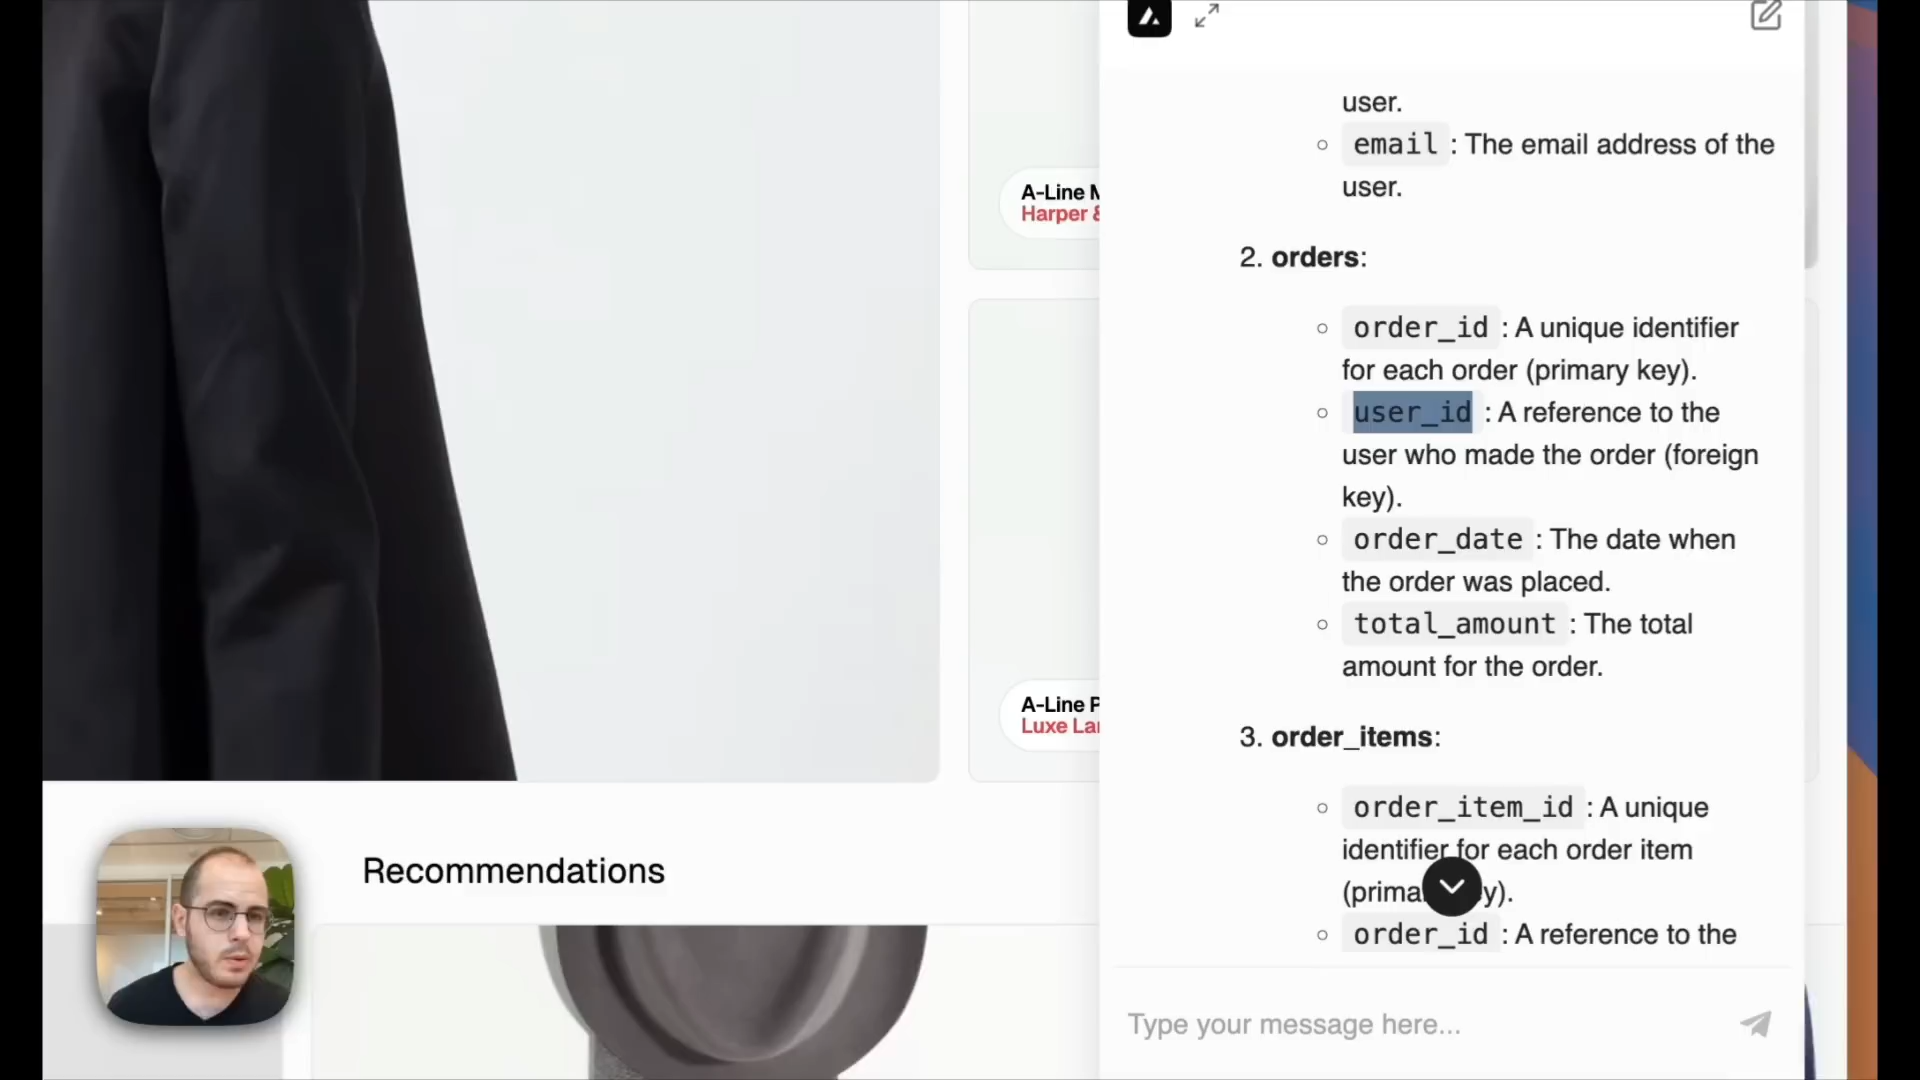 A-Line
Harper &
A-Line
Luxe
Recommendations
user.
email : The email address of the
user.
2. orders:
order_id : A unique identifier
for each order (primary key).
user_id : A reference to the
user who made the order (foreign
key).
order_date : The date when
the order was placed.
total_amount : The total
amount for the order.
3. order_items:
order_item_id : A unique
identifier for each order item
order_id : A reference to the
Type your message here...